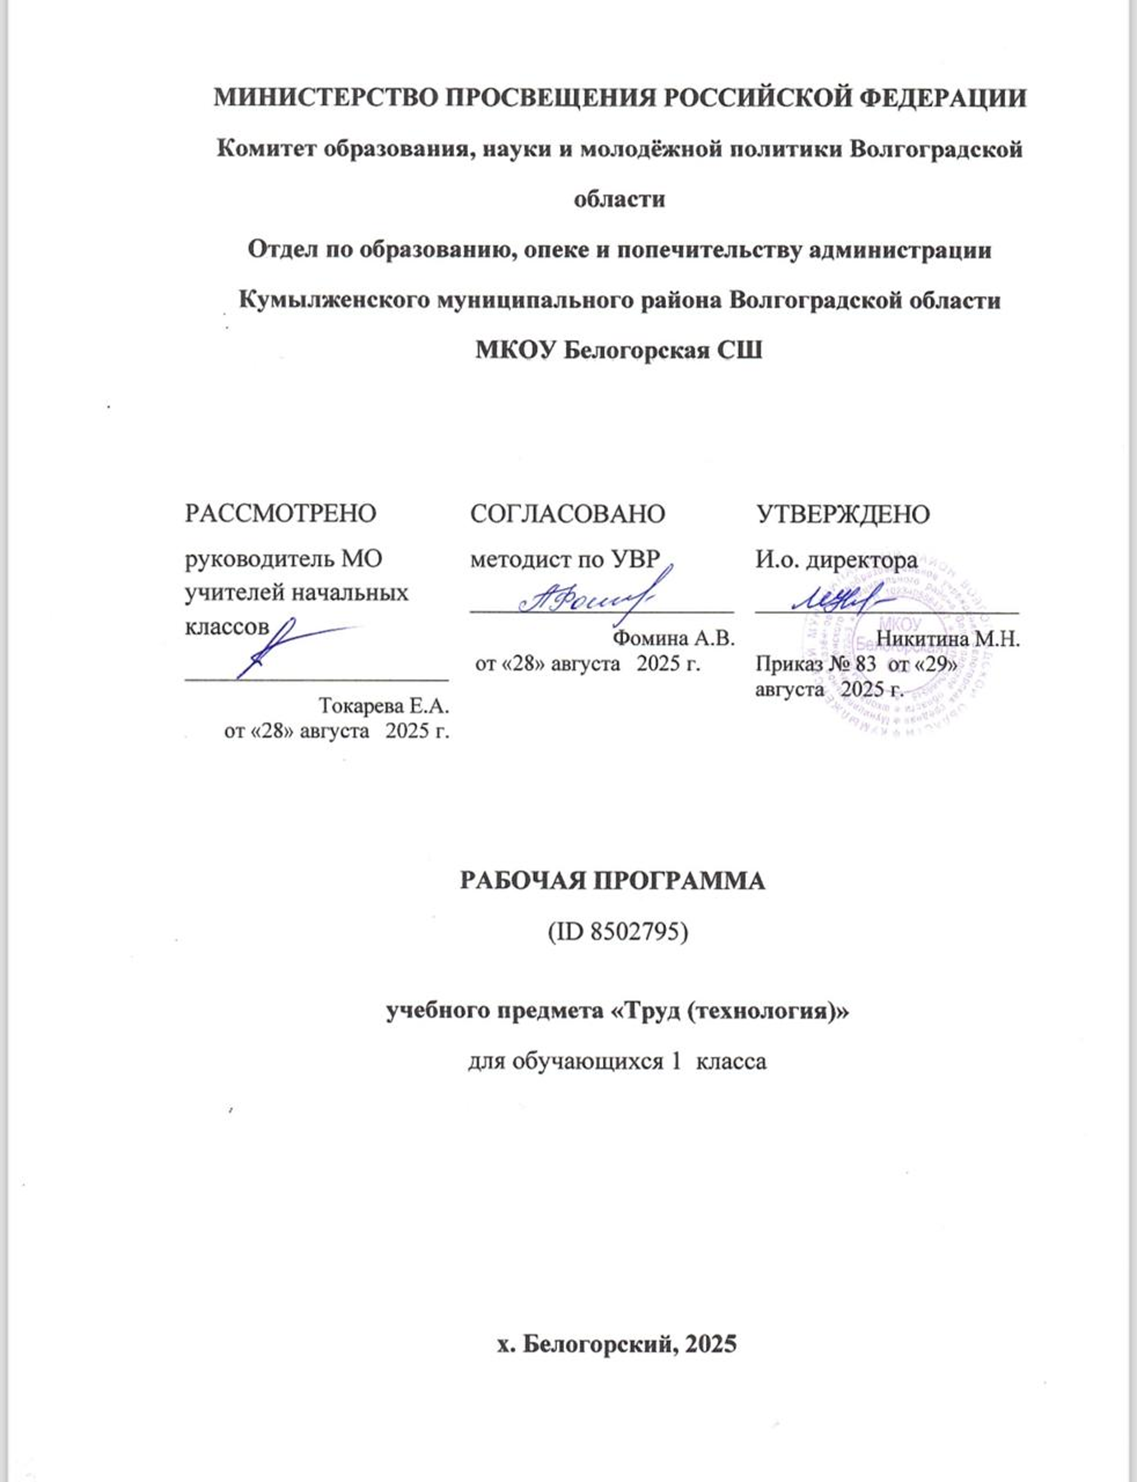 МИНИСТЕРСТВО ПРОСВЕЩЕНИЯ РОССИЙСКОЙ ФЕДЕРАЦИИ
Комитет образования, науки и молодёжной политики Волгоградской
области
Отдел по образованию, опеке и попечительству администрации
Кумылженского муниципального района Волгоградской области
МКОУ Белогорская СШ
РАССМОТРЕНО
руководитель МО
учителей начальных
классов
Токарева Е.А.
от «28» августа 2025 г.
СОГЛАСОВАНО
методист по УВР
Фомина А.В.
от «28» августа 2025 г.
УТВЕРЖДЕНО
И.о. директора
МКОУ
Белогорская
Никитина М.Н.
Приказ № 83 от «29»
августа 2025 г.
РАБОЧАЯ ПРОГРАММА
(ID 8502795)
учебного предмета «Труд (технология)»
для обучающихся 1 класса
х. Белогорский, 2025